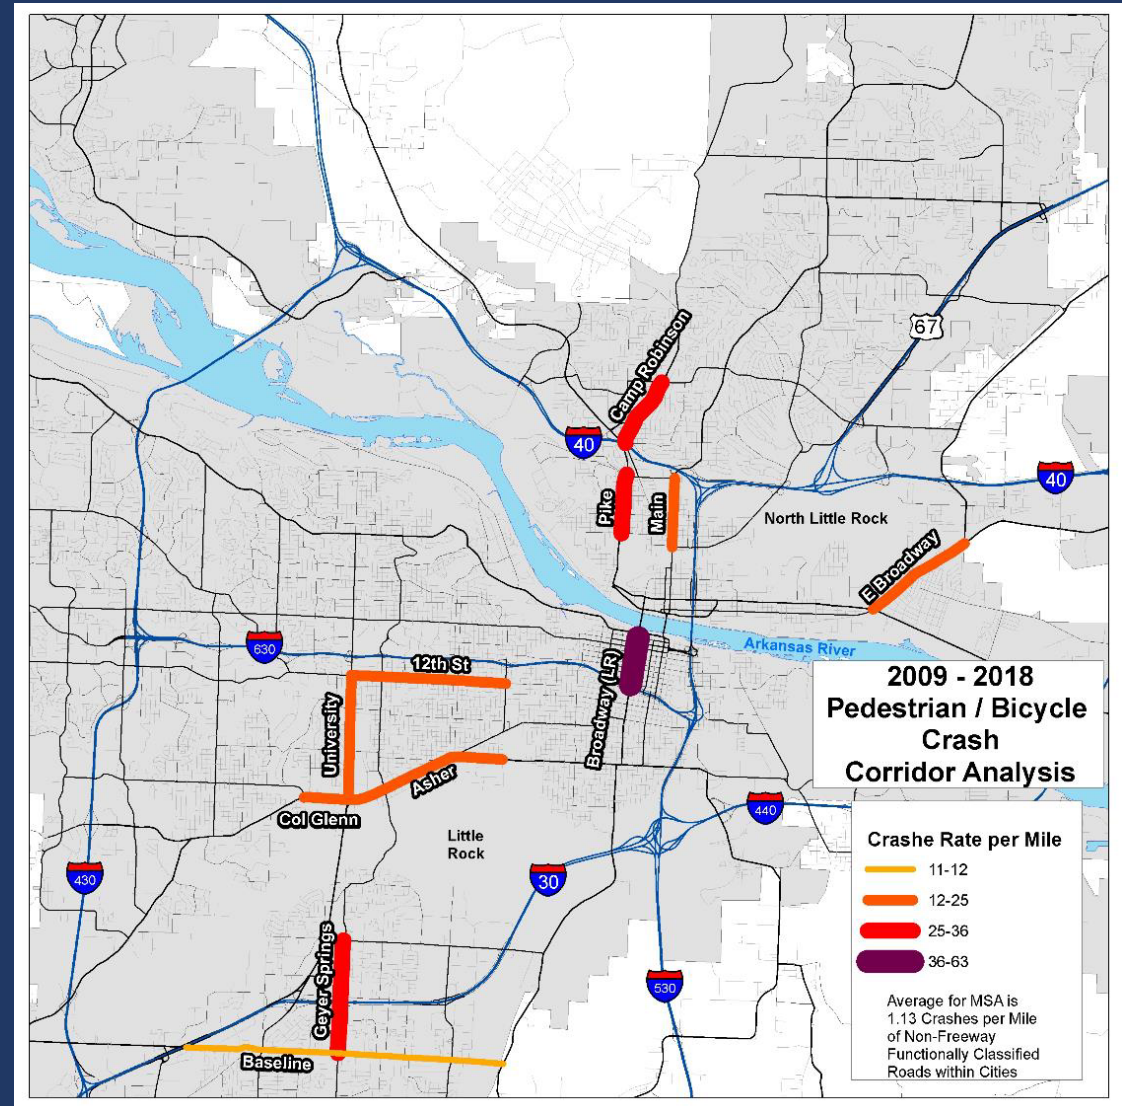 67
Camp Robinson
40
40
Pike
Main
North Little Rock
E Broadway
630
Arkansas River
12th St
Broadway (LR)
University
Asher
Col Glenn
2009 - 2018
Pedestrian / Bicycle
Crash
Corridor Analysis
440
Little
Rock
430
30
Geyer Springs
530
Baseline
Crashe Rate per Mile
11-12
12-25
25-36
36-63
Average for MSA is
1.13 Crashes per Mile
of Non-Freeway
Functionally Classified
Roads within Cities